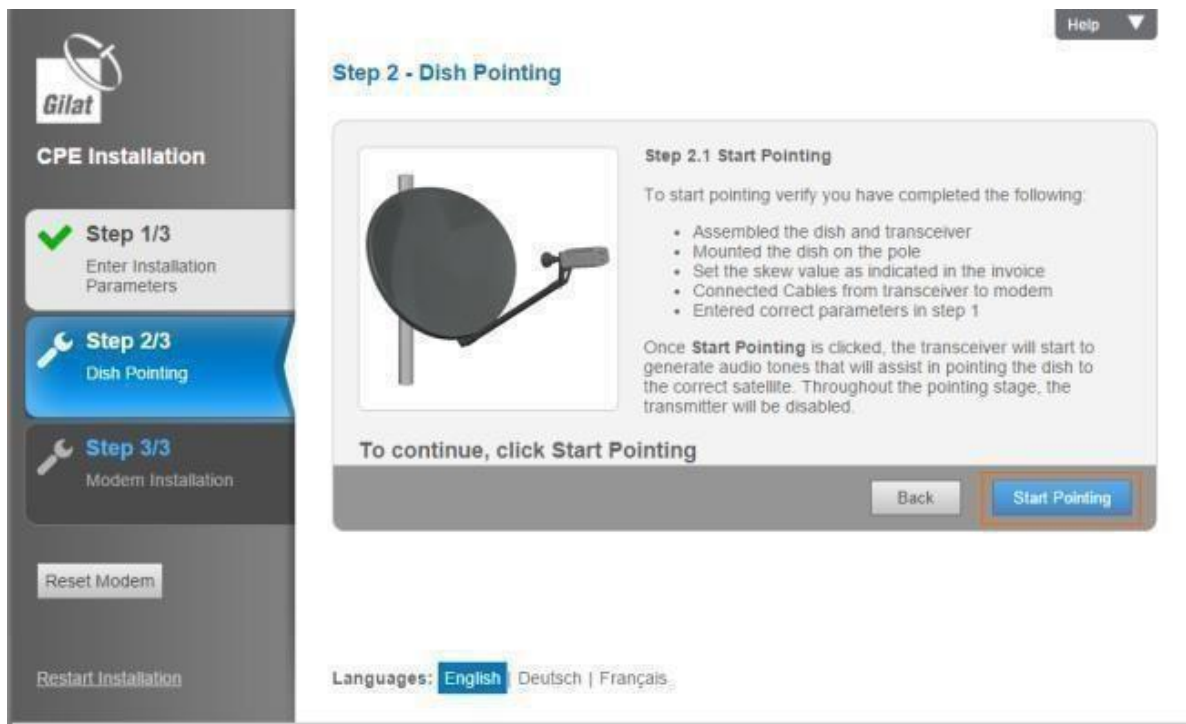 Help
Gilat
CPE Installation
Step 1/3
Enter Installation
Parameters
Step 2/3
Dish Pointing
Step 3/3
Modem Installation
Reset Modem
Restart Installation
Step 2 - Dish Pointing
Step 2.1 Start Pointing
To start pointing verify you have completed the following:
• Assembled the dish and transceiver
• Mounted the dish on the pole
• Set the skew value as indicated in the invoice
• Connected Cables from transceiver to modem
• Entered correct parameters in step 1
Once Start Pointing is clicked, the transceiver will start to
generate audio tones that will assist in pointing the dish to
the correct satellite. Throughout the pointing stage, the
transmitter will be disabled.
To continue, click Start Pointing
Back
Start Pointing
Languages: English | Deutsch | Français